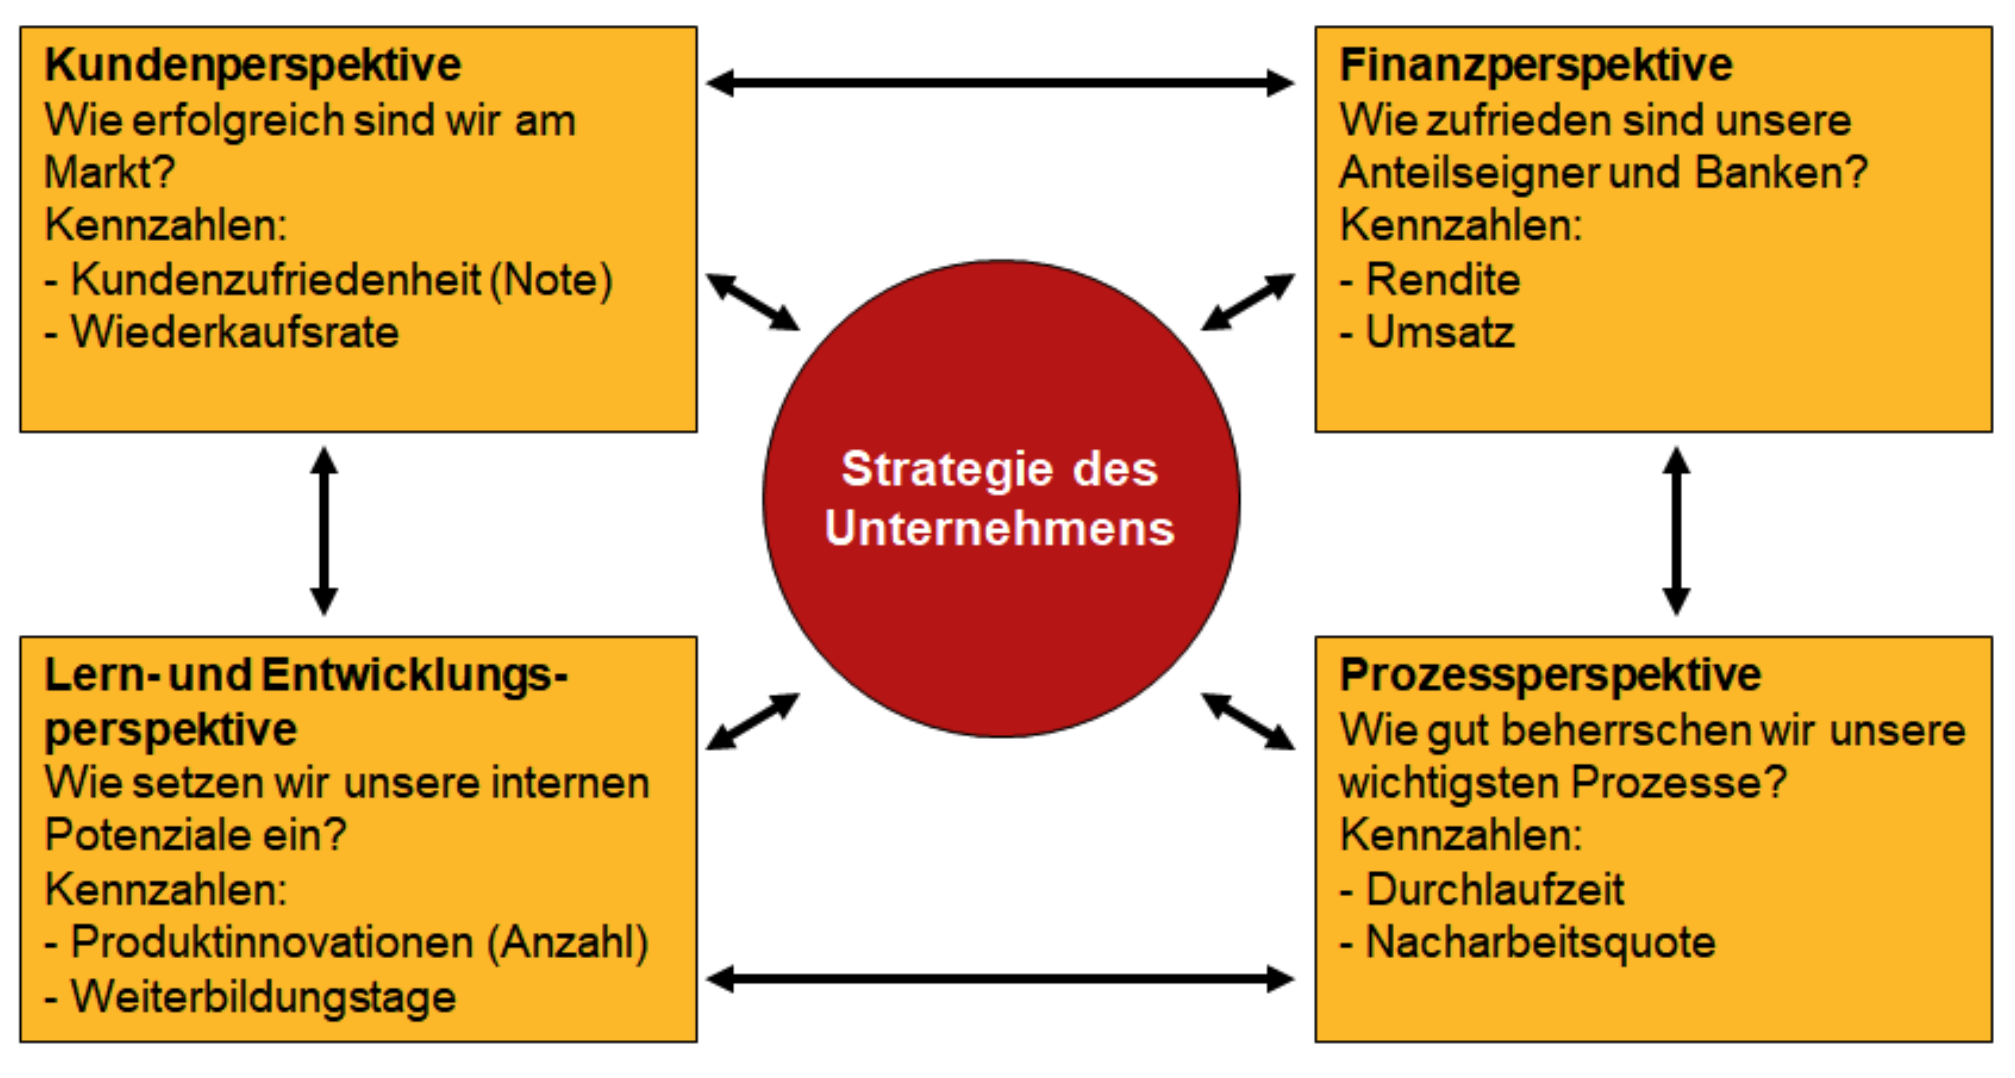 Kundenperspektive
Wie erfolgreich sind wir am
Markt?
Kennzahlen:
- Kundenzufriedenheit (Note)
- Wiederkaufsrate
Finanzperspektive
Wie zufrieden sind unsere
Anteilseigner und Banken?
Kennzahlen:
- Rendite
- Umsatz
Strategie des
Unternehmens
Lern- und Entwicklungs-
perspektive
Wie setzen wir unsere internen
Potenziale ein?
Kennzahlen:
- Produktinnovationen (Anzahl)
- Weiterbildungstage
Prozessperspektive
Wie gut beherrschen wir unsere
wichtigsten Prozesse?
Kennzahlen:
- Durchlaufzeit
- Nacharbeitsquote